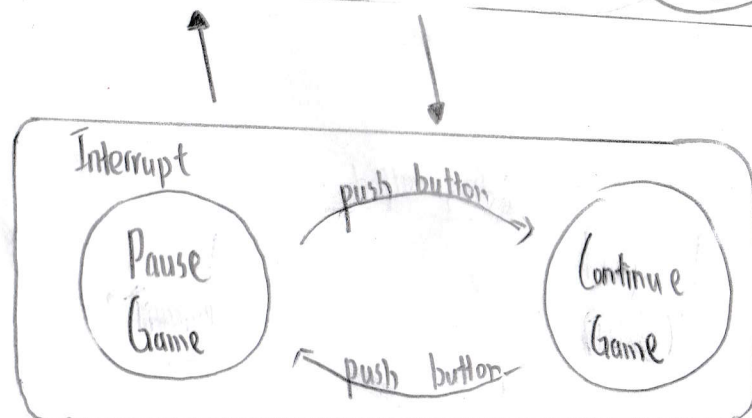 Interrupt
push button
Pause
Game
Continue
Game
push button